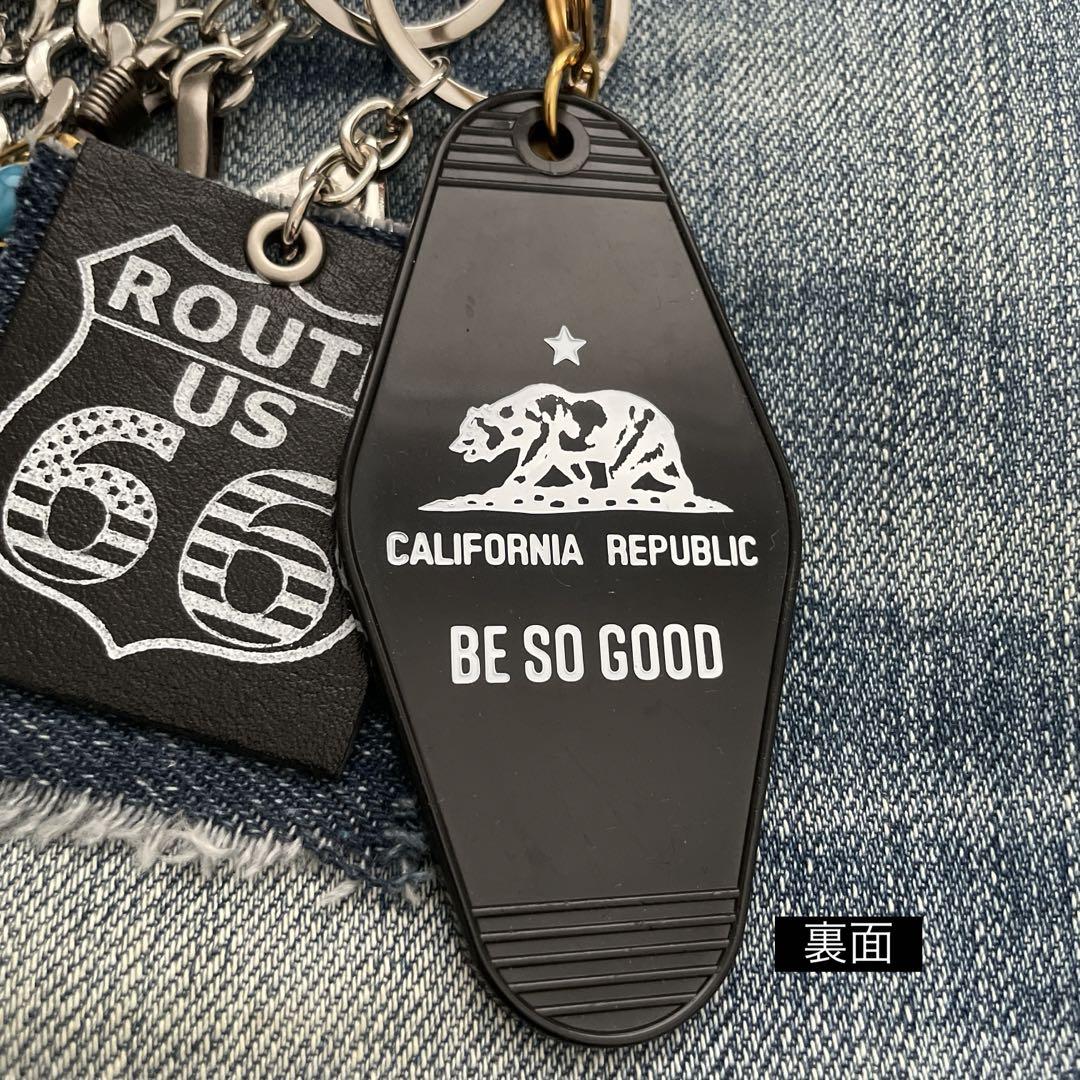 ROUT
US
66
CALIFORNIA REPUBLIC
BE SO GOOD
裏面